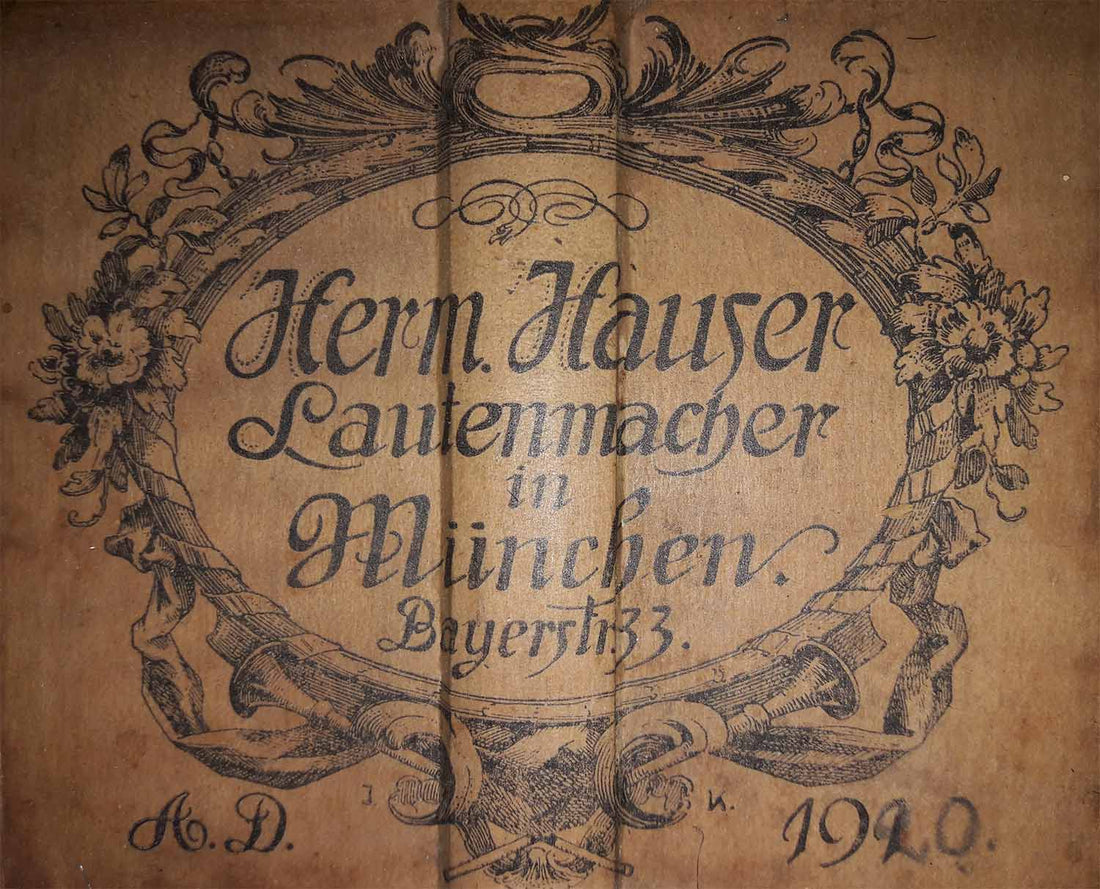 Herm. Hauser
Lautenmacher
in
München.
Bayerstr.33.
J K.
A. D. 1920.